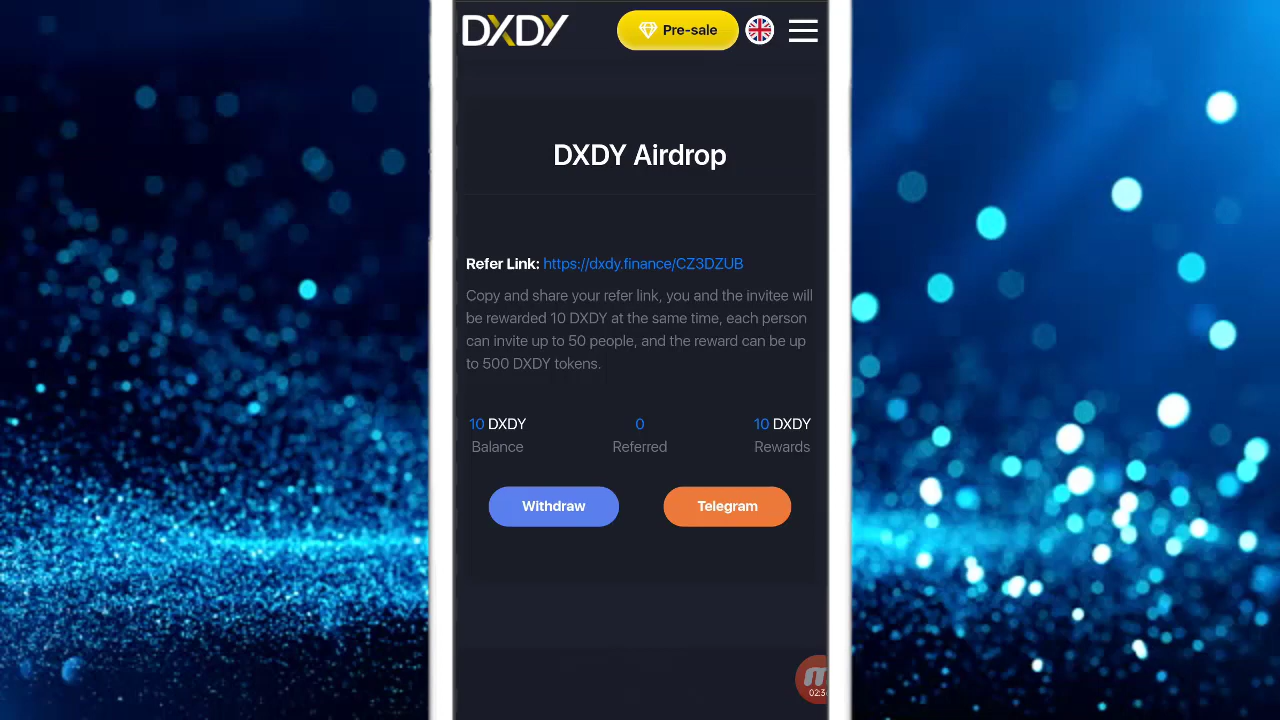 DXDY
Pre-sale
DXDY Airdrop
Refer Link: https://dxdy.finance/CZ3DZUB
Copy and share your refer link, you and the invitee will
be rewarded 10 DXDY at the same time, each person
can invite up to 50 people, and the reward can be up
to 500 DXDY tokens.
10 DXDY 0 10 DXDY
Balance Referred Rewards
Withdraw Telegram